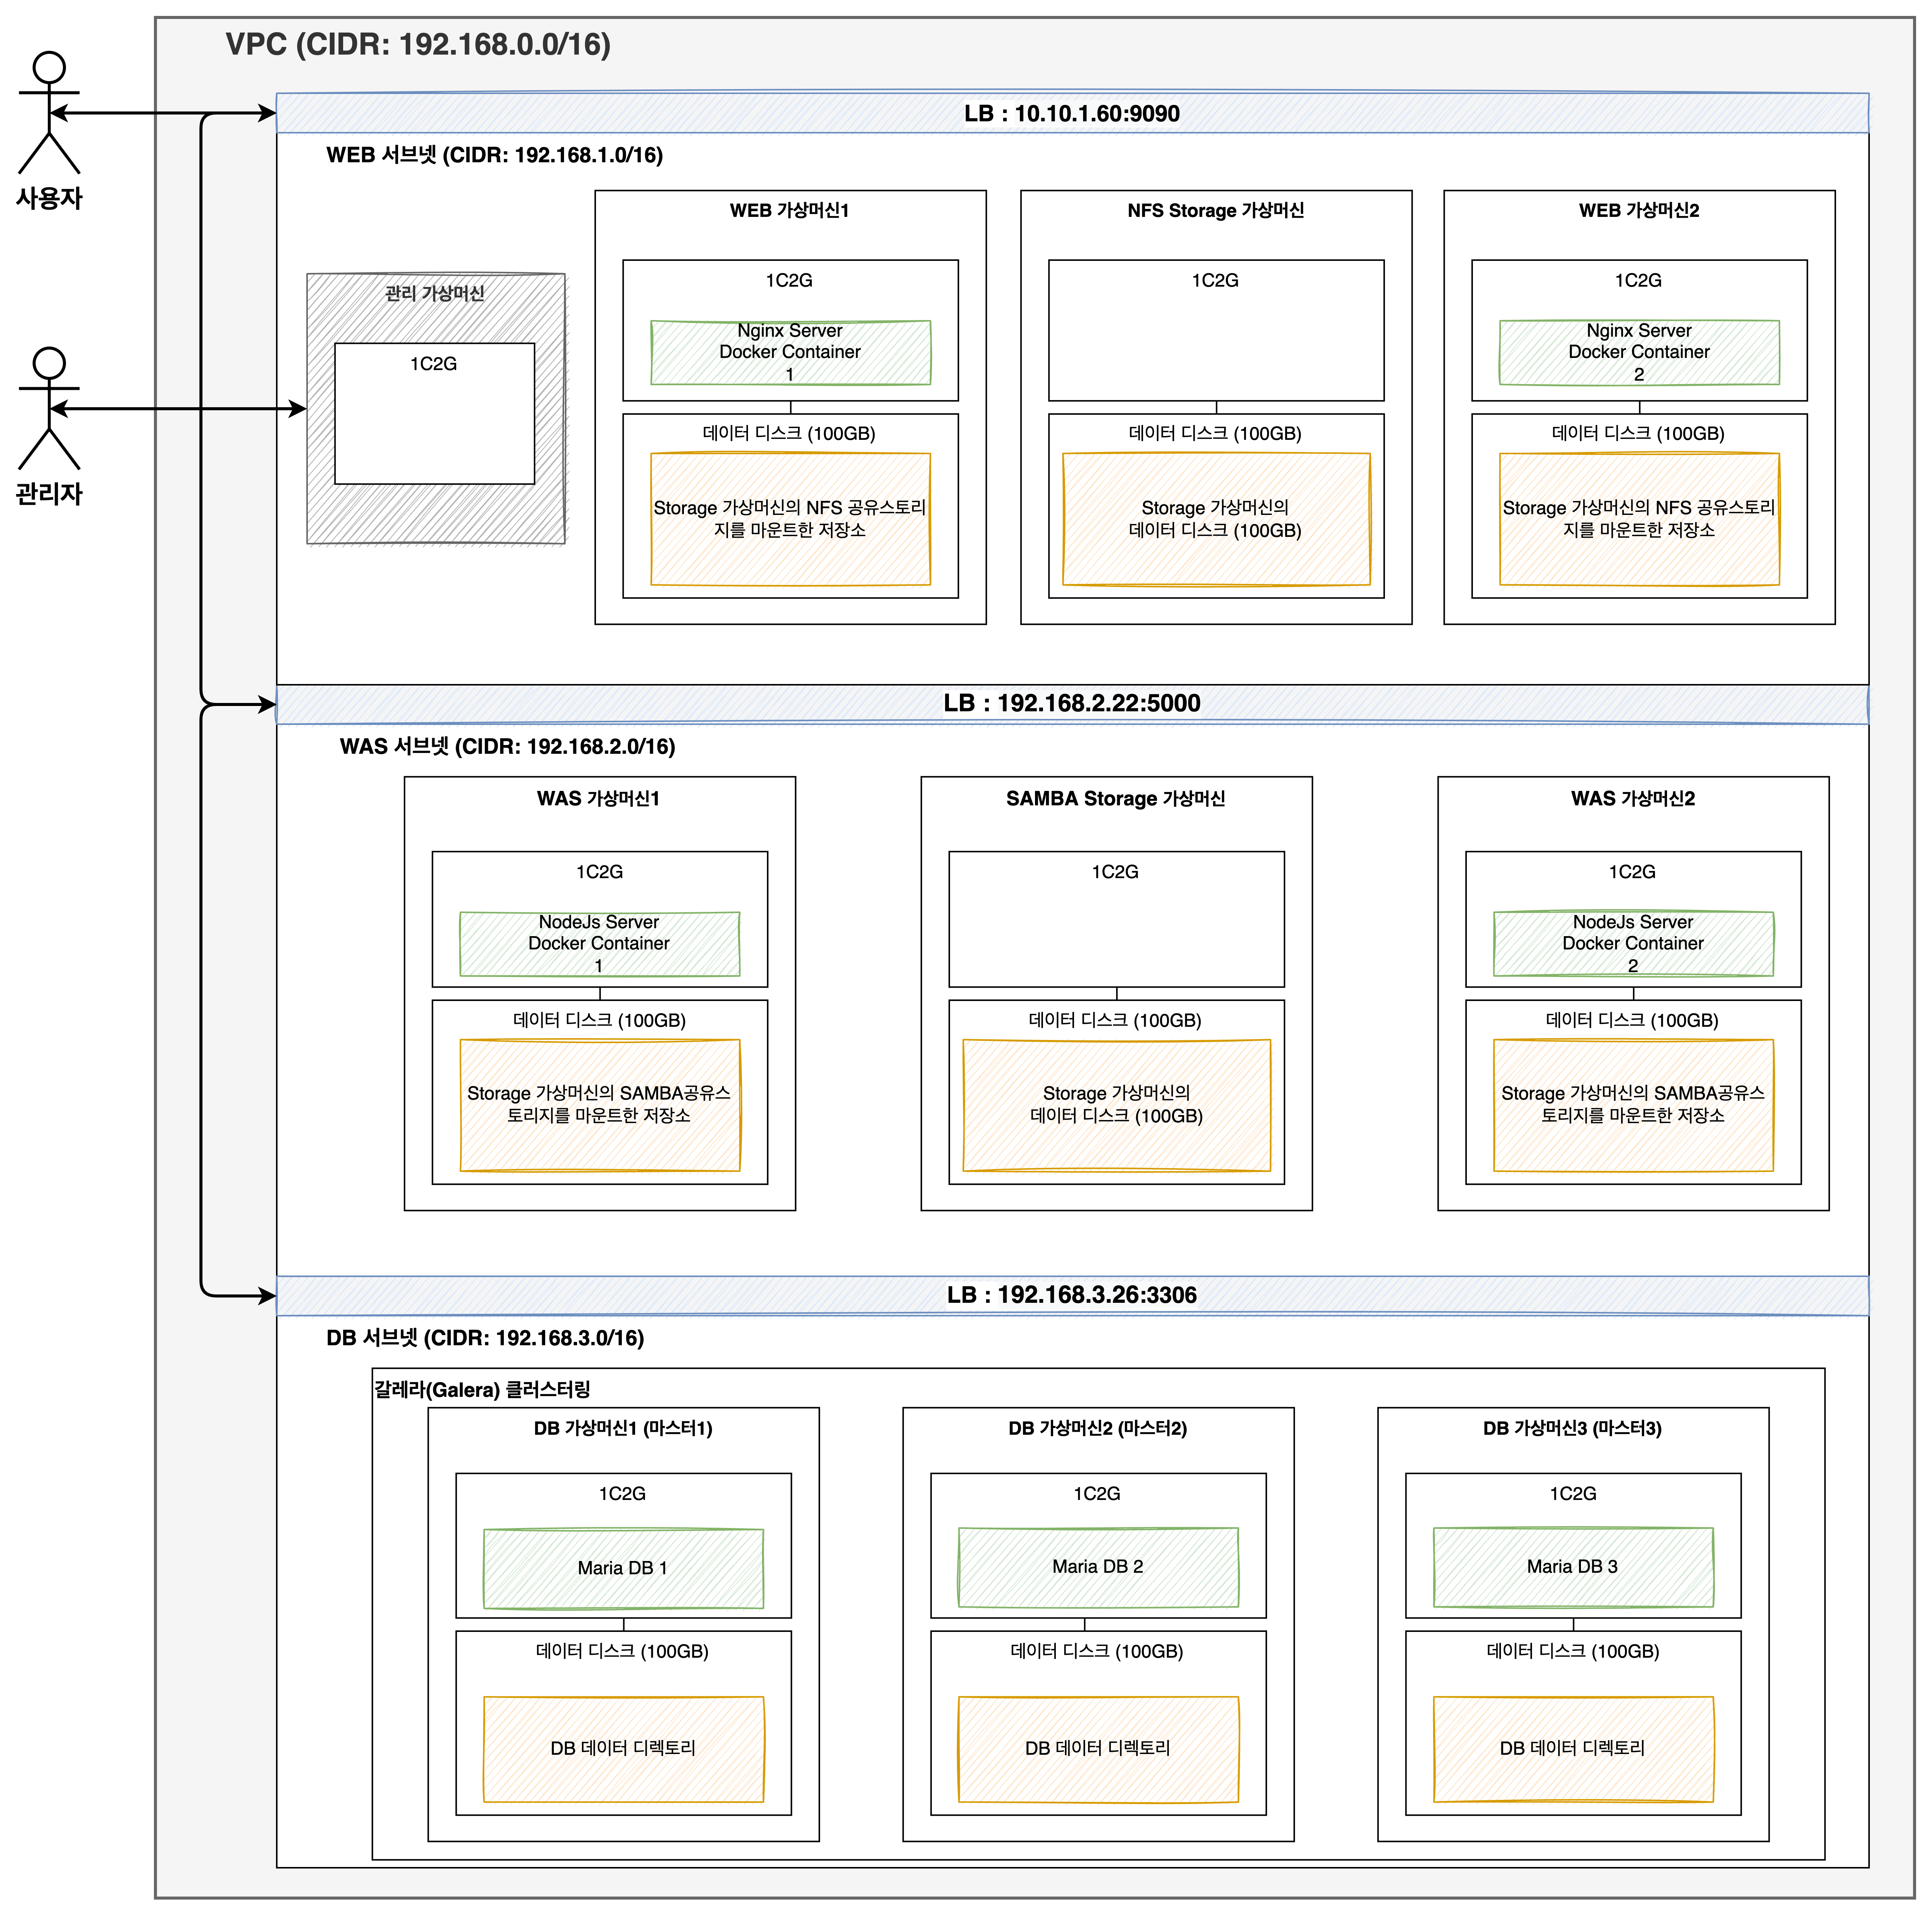 VPC (CIDR: 192.168.0.0/16)
LB : 10.10.1.60:9090
사용자
WEB 서브넷 (CIDR: 192.168.1.0/16)
관리자
관리 가상머신
1C2G
WEB 가상머신1
1C2G
Nginx Server
Docker Container
1
데이터 디스크 (100GB)
Storage 가상머신의 NFS 공유스토리
지를 마운트한 저장소
NFS Storage 가상머신
1C2G
데이터 디스크 (100GB)
Storage 가상머신의
데이터 디스크 (100GB)
WEB 가상머신2
1C2G
Nginx Server
Docker Container
2
데이터 디스크 (100GB)
Storage 가상머신의 NFS 공유스토리
지를 마운트한 저장소
LB : 192.168.2.22:5000
WAS 서브넷 (CIDR: 192.168.2.0/16)
WAS 가상머신1
1C2G
NodeJs Server
Docker Container
1
데이터 디스크 (100GB)
Storage 가상머신의 SAMBA공유스
토리지를 마운트한 저장소
SAMBA Storage 가상머신
1C2G
데이터 디스크 (100GB)
Storage 가상머신의
데이터 디스크 (100GB)
WAS 가상머신2
1C2G
NodeJs Server
Docker Container
2
데이터 디스크 (100GB)
Storage 가상머신의 SAMBA공유스
토리지를 마운트한 저장소
LB : 192.168.3.26:3306
DB 서브넷 (CIDR: 192.168.3.0/16)
갈레라(Galera) 클러스터링
DB 가상머신1 (마스터1)
1C2G
Maria DB 1
데이터 디스크 (100GB)
DB 데이터 디렉토리
DB 가상머신2 (마스터2)
1C2G
Maria DB 2
데이터 디스크 (100GB)
DB 데이터 디렉토리
DB 가상머신3 (마스터3)
1C2G
Maria DB 3
데이터 디스크 (100GB)
DB 데이터 디렉토리